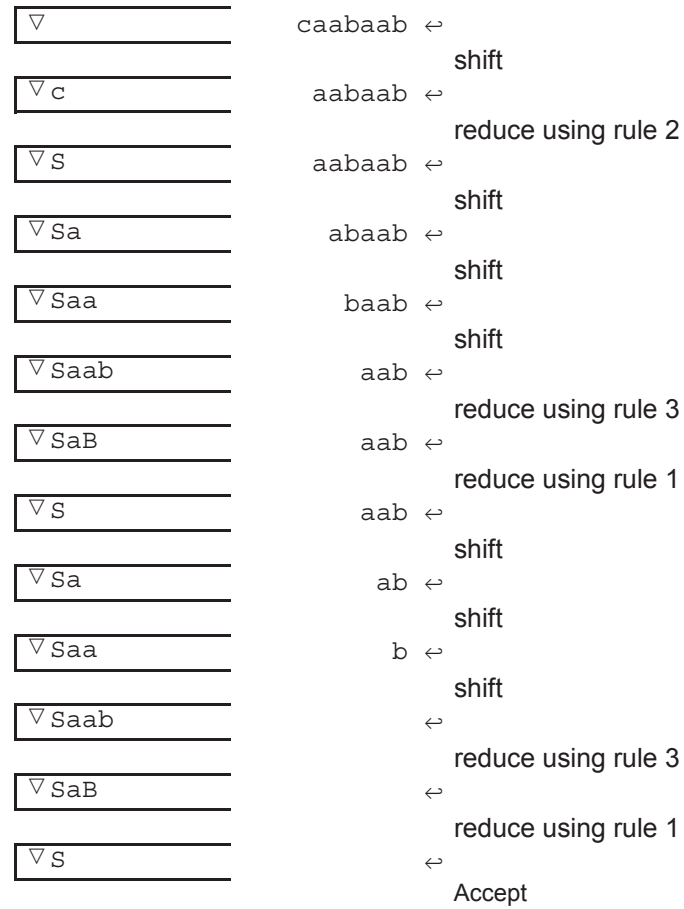 ▽ caabaab ↩
shift
▽ c aabaab ↩
reduce using rule 2
▽ S aabaab ↩
shift
▽ Sa abaab ↩
shift
▽ Saa baab ↩
shift
▽ Saab aab ↩
reduce using rule 3
▽ SaB aab ↩
reduce using rule 1
▽ S aab ↩
shift
▽ Sa ab ↩
shift
▽ Saa b ↩
shift
▽ Saab ↩
reduce using rule 3
▽ SaB ↩
reduce using rule 1
▽ S ↩
Accept